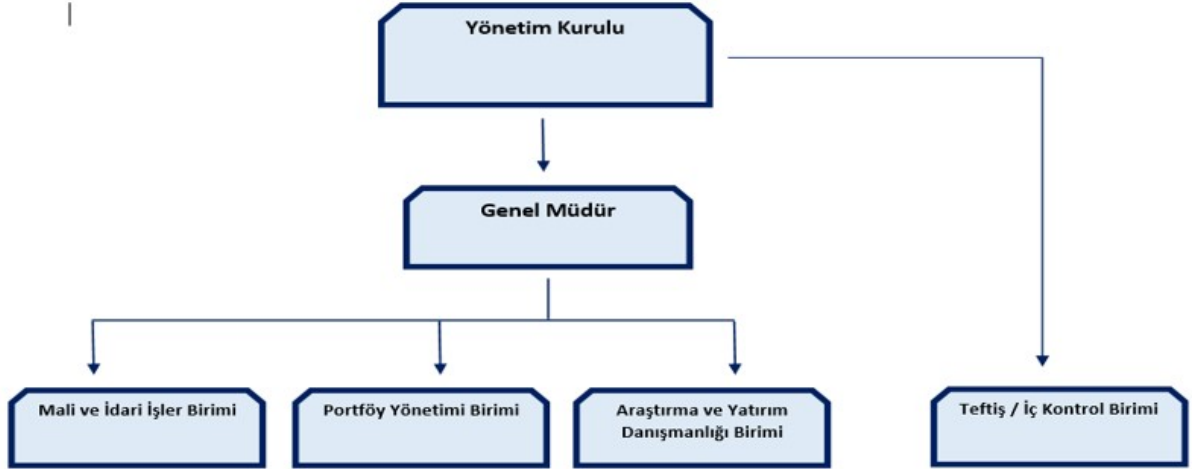 Yönetim Kurulu
Genel Müdür
Mali ve İdari İşler Birimi
Portföy Yönetimi Birimi
Araştırma ve Yatırım
Danışmanlığı Birimi
Teftiş / İç Kontrol Birimi